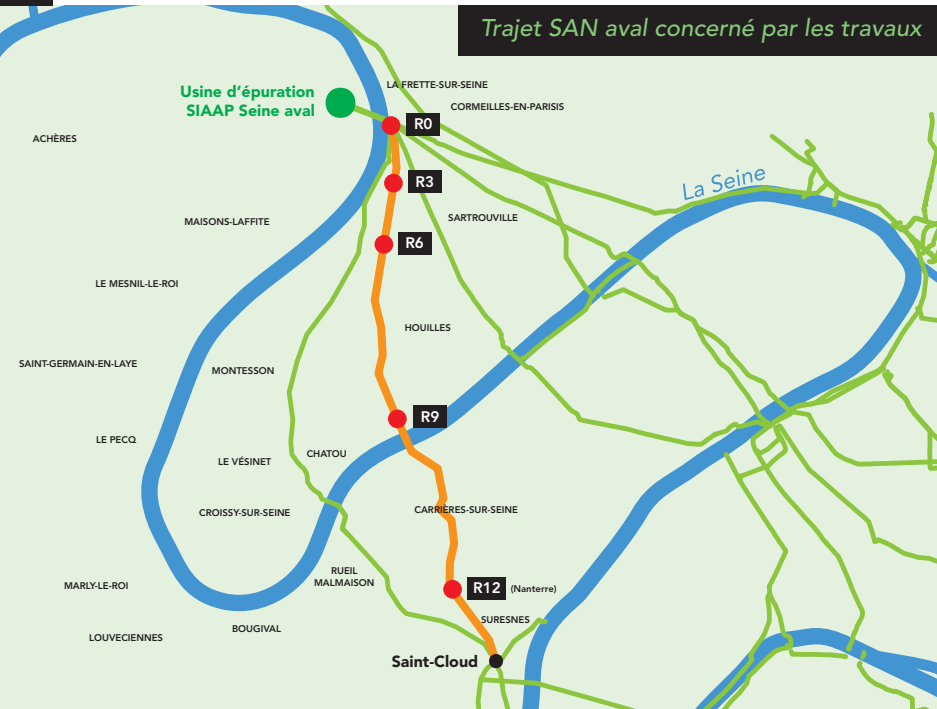 Trajet SAN aval concerné par les travaux
Usine d'épuration
SIAAP Seine aval
LA FRETTE-SUR-SEINE
CORMEILLES-EN-PARISIS
R0
ACHÈRES
La Seine
R3
MAISONS-LAFFITE
SARTROUVILLE
R6
LE MESNIL-LE-ROI
HOUILLES
SAINT-GERMAIN-EN-LAYE
MONTESSON
R9
LE PECQ
LE VÉSINET
CHATOU
CROISSY-SUR-SEINE
CARRIÈRES-SUR-SEINE
RUEIL
MALMAISON
MARLY-LE-ROI
R12 (Nanterre)
SURESNES
BOUGIVAL
LOUVECIENNES
Saint-Cloud